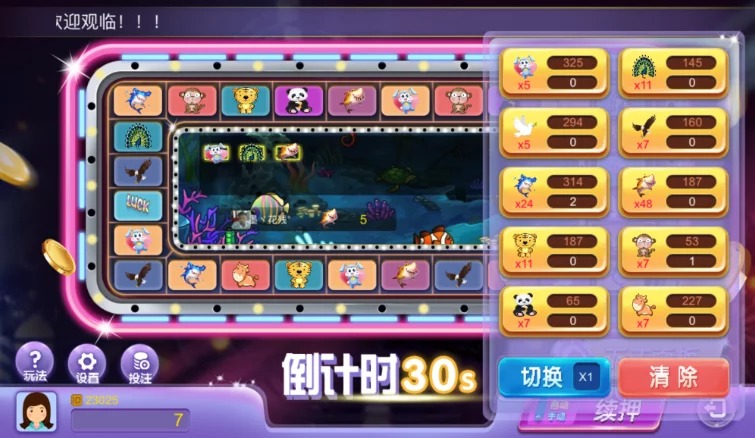 欢迎观临！！！
325
x5
0
145
x11
0
294
x5
0
160
x7
0
314
x24
2
187
x48
0
187
x11
0
53
x7
1
65
x7
0
227
x7
0
LUCK
5
玩法
设置
投注
倒计时30s
切换 X1
清除
手动
续押
ID 23025
7